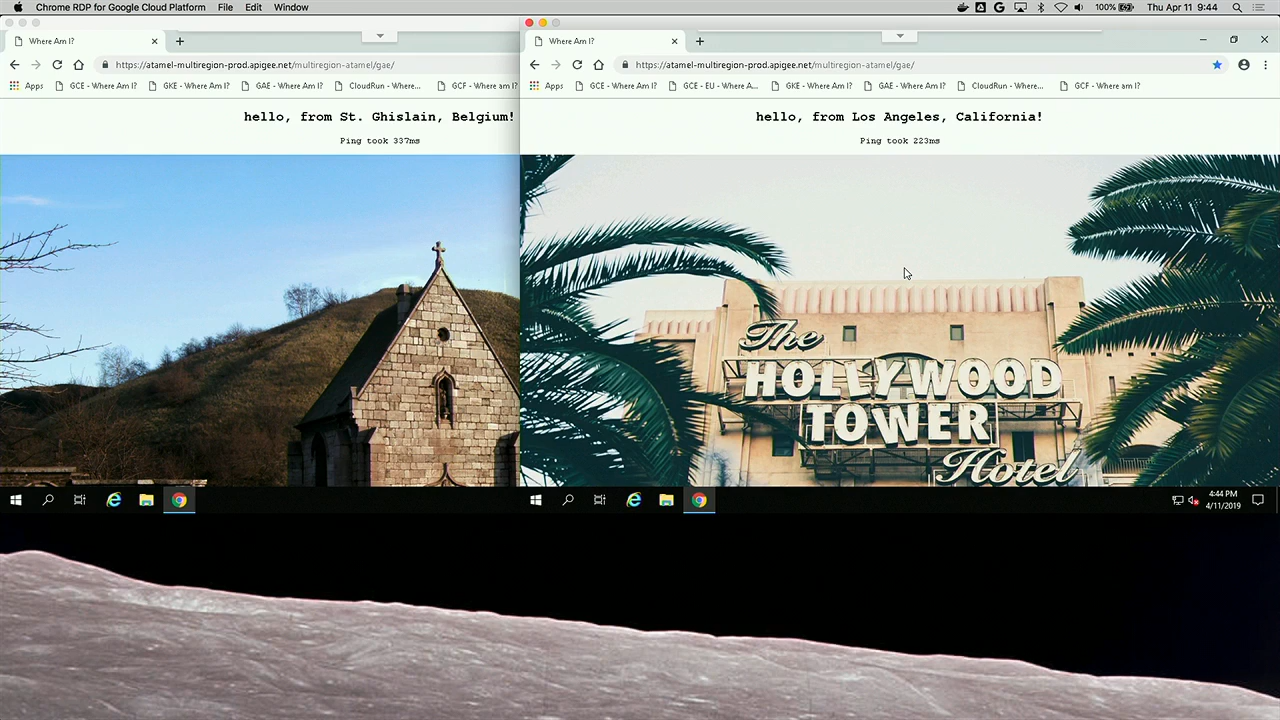 Chrome RDP for Google Cloud Platform File Edit Window 100% Thu Apr 11 9:44
Where Am I?
https://atamel-multiregion-prod.apigee.net/multiregion-atamel/gae/
Apps GCE - Where Am I? GKE - Where Am I? GAE - Where Am I? CloudRun - Where... GCF - Where am I?
hello, from St. Ghislain, Belgium!
Ping took 337ms
Where Am I?
https://atamel-multiregion-prod.apigee.net/multiregion-atamel/gae/
Apps GCE - Where Am I? GCE - EU - Where A... GKE - Where Am I? GAE - Where Am I? CloudRun - Where... GCF - Where am I?
hello, from Los Angeles, California!
Ping took 223ms
The
HOLLYWOOD
TOWER
Hotel
4:44 PM
4/11/2019